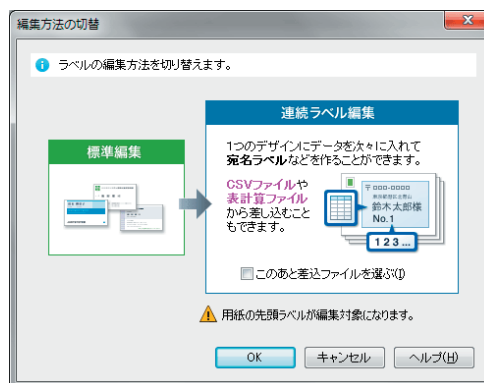 編集方法の切替
ラベルの編集方法を切り替えます。
標準編集
連続ラベル編集
1つのデザインにデータを次々に入れて
宛名ラベルなどを作ることができます。
CSVファイルや
表計算ファイル
から差し込むこと
もできます。
〒000-0000
鈴木太郎様
No.1
1 2 3 ...
このあと差込ファイルを選ぶ(I)
用紙の先頭ラベルが編集対象になります。
OK
キャンセル
ヘルプ(H)